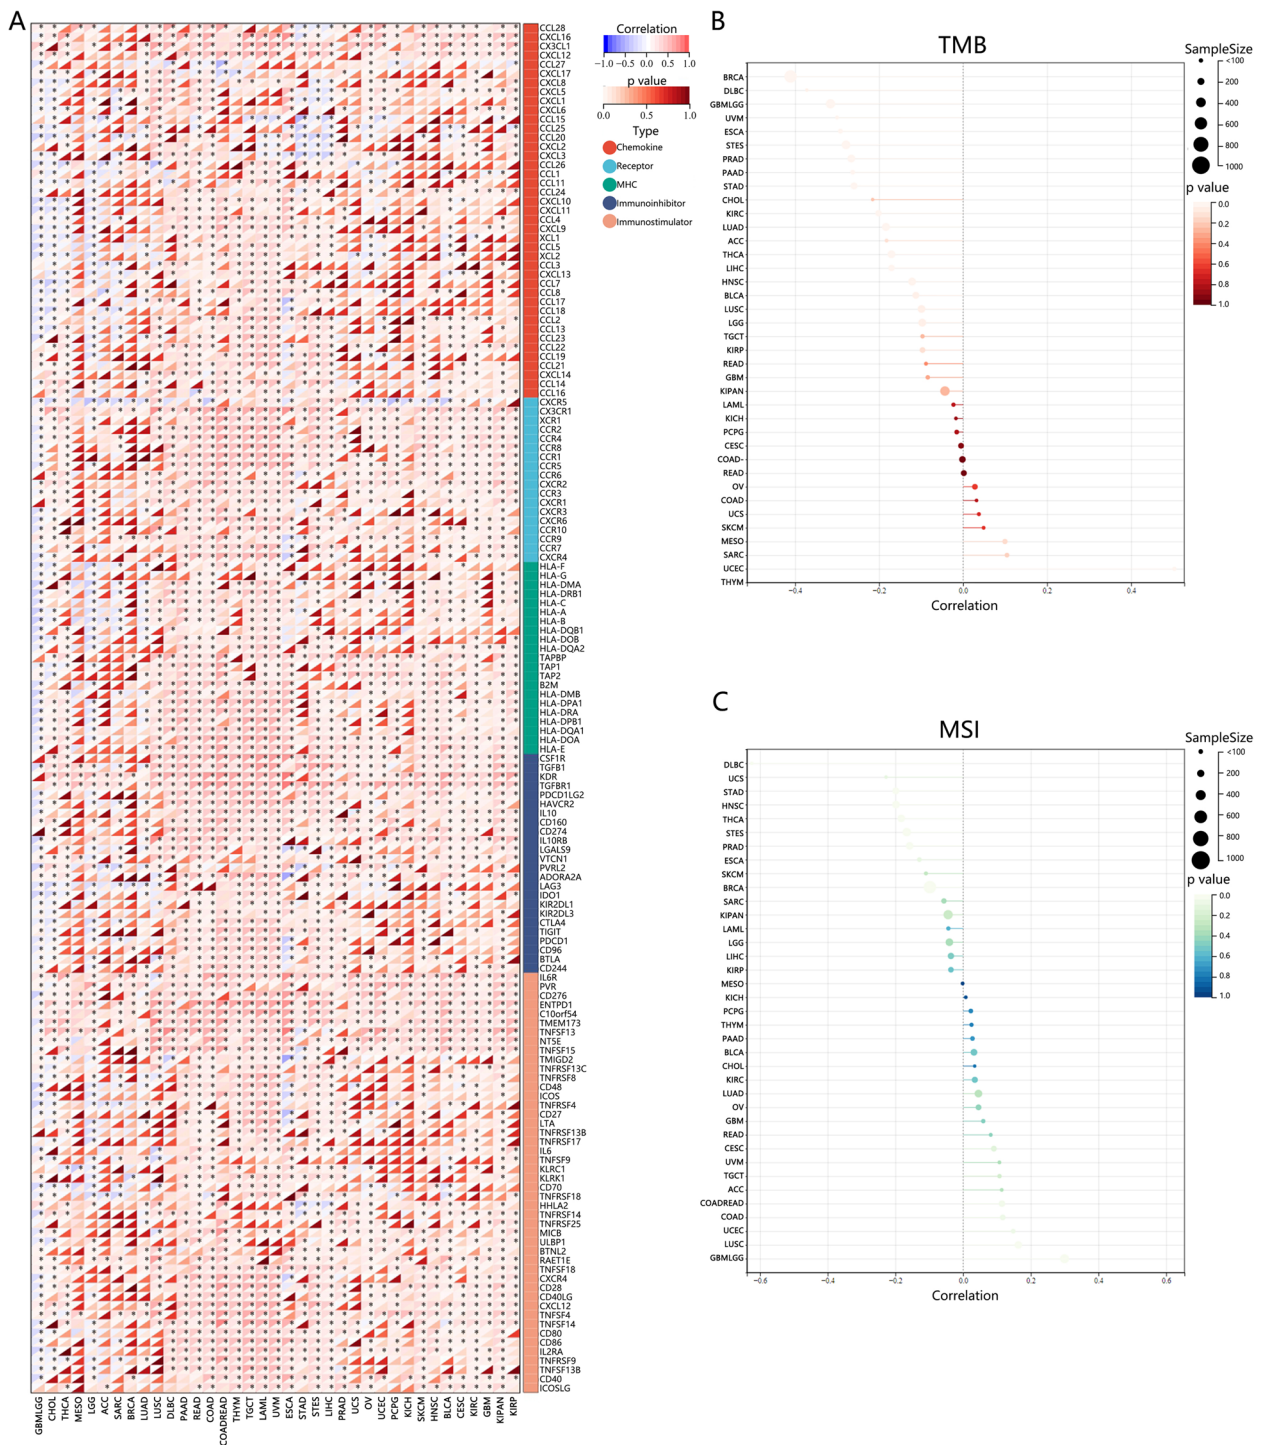 A
CCL28
CXCL16
CX3CL1
CXCL12
CCL27
CXCL17
CXCL8
CXCL5
CXCL1
CXCL6
CCL15
CCL25
CCL20
CXCL2
CXCL3
CCL26
CCL1
CCL11
CCL24
CXCL10
CXCL11
CCL4
CXCL9
XCL1
CCL5
XCL2
CCL3
CXCL13
CCL7
CCL8
CCL17
CCL18
CCL2
CCL13
CCL23
CCL22
CCL19
CCL21
CXCL14
CCL14
CCL16
CXCR5
CX3CR1
XCR1
CCR2
CCR4
CCR8
CCR1
CCR5
CCR6
CXCR2
CCR3
CXCR1
CXCR3
CXCR6
CCR10
CCR9
CCR7
CXCR4
HLA-F
HLA-G
HLA-DMA
HLA-DRB1
HLA-C
HLA-A
HLA-B
HLA-DQB1
HLA-DOB
HLA-DQA2
TAPBP
TAP1
TAP2
B2M
HLA-DMB
HLA-DPA1
HLA-DRA
HLA-DPB1
HLA-DQA1
HLA-DOA
HLA-E
CSF1R
TGFB1
KDR
TGFBR1
PDCD1LG2
HAVCR2
IL10
CD160
CD274
IL10RB
LGALS9
VTCN1
PVRL2
ADORA2A
LAG3
IDO1
KIR2DL1
KIR2DL3
CTLA4
TIGIT
PDCD1
CD96
BTLA
CD244
IL6R
PVR
CD276
ENTPD1
C10orf54
TMEM173
TNFSF13
NT5E
TNFSF15
TMIGD2
TNFRSF13C
TNFRSF8
CD48
ICOS
TNFRSF4
CD27
LTA
TNFRSF13B
TNFRSF17
IL6
TNFSF9
KLRC1
KLRK1
CD70
TNFRSF18
HHLA2
TNFRSF14
TNFRSF25
MICB
ULBP1
BTNL2
RAET1E
TNFSF18
CXCR4
CD28
CD40LG
CXCL12
TNFSF4
TNFSF14
CD80
CD86
IL2RA
TNFRSF9
TNFSF13B
CD40
ICOSLG
GBMLGG CHOL THCA MESO LGG ACC SARC BRCA LUAD LUSC DLBC PAAD READ COAD COADREAD THYM TGCT LAML UVM ESCA STAD STES LIHC PRAD UCS OV UCEC PCPG KICH SKCM HNSC BLCA CESC KIRC GBM KIPAN KIRP
Correlation
−1.0 −0.5 0.0 0.5 1.0
p value
0.0 0.5 1.0
Type
Chemokine
Receptor
MHC
Immunoinhibitor
Immunostimulator
B
TMB
BRCA
DLBC
GBMLGG
UVM
ESCA
STES
PRAD
PAAD
STAD
CHOL
KIRC
LUAD
ACC
THCA
LIHC
HNSC
BLCA
LUSC
LGG
TGCT
KIRP
READ
GBM
KIPAN
LAML
KICH
PCPG
CESC
COAD-
READ
OV
COAD
UCS
SKCM
MESO
SARC
UCEC
THYM
−0.4 −0.2 0.0 0.2 0.4
Correlation
SampleSize
<100
200
400
600
800
1000
p value
0.0
0.2
0.4
0.6
0.8
1.0
C
MSI
DLBC
UCS
STAD
HNSC
THCA
STES
PRAD
ESCA
SKCM
BRCA
SARC
KIPAN
LAML
LGG
LIHC
KIRP
MESO
KICH
PCPG
THYM
PAAD
BLCA
CHOL
KIRC
LUAD
OV
GBM
READ
CESC
UVM
TGCT
ACC
COADREAD
COAD
UCEC
LUSC
GBMLGG
−0.6 −0.4 −0.2 0.0 0.2 0.4 0.6
Correlation
SampleSize
<100
200
400
600
800
1000
p value
0.0
0.2
0.4
0.6
0.8
1.0